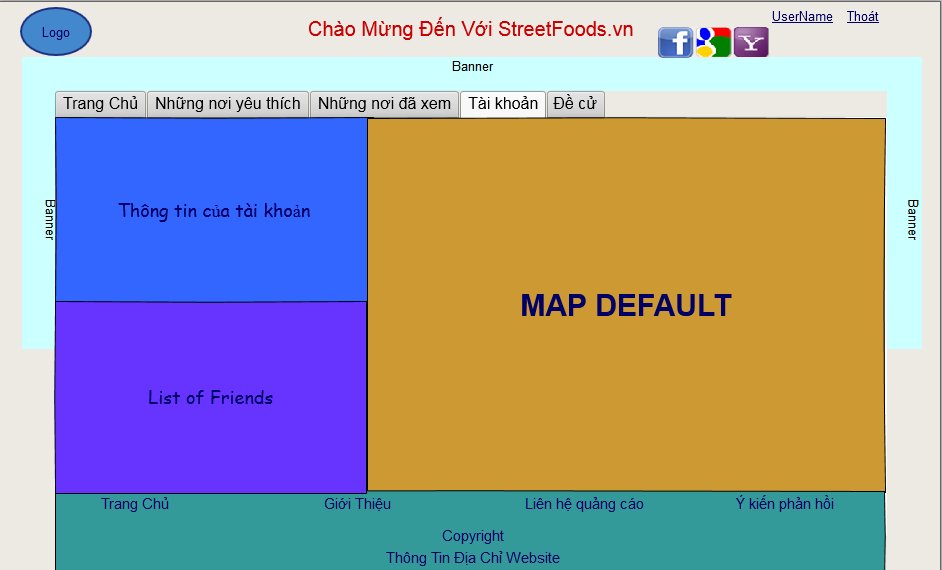 Logo
Chào Mừng Đến Với StreetFoods.vn
UserName Thoát
Banner
Trang Chủ Những nơi yêu thích Những nơi đã xem Tài khoản Đề cử
Banner
Thông tin của tài khoản
MAP DEFAULT
Banner
List of Friends
Trang Chủ Giới Thiệu Liên hệ quảng cáo Ý kiến phản hồi
Copyright
Thông Tin Địa Chỉ Website